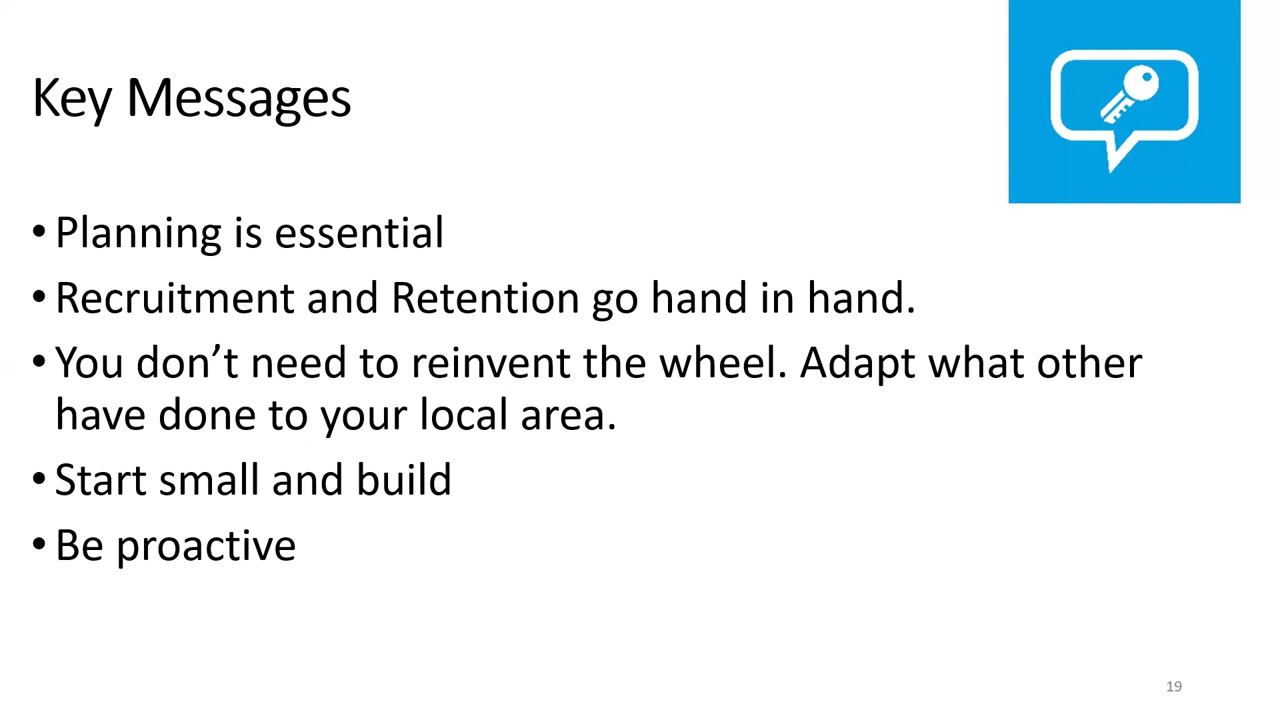 Key Messages
• Planning is essential
• Recruitment and Retention go hand in hand.
• You don’t need to reinvent the wheel. Adapt what other
have done to your local area.
• Start small and build
• Be proactive
19